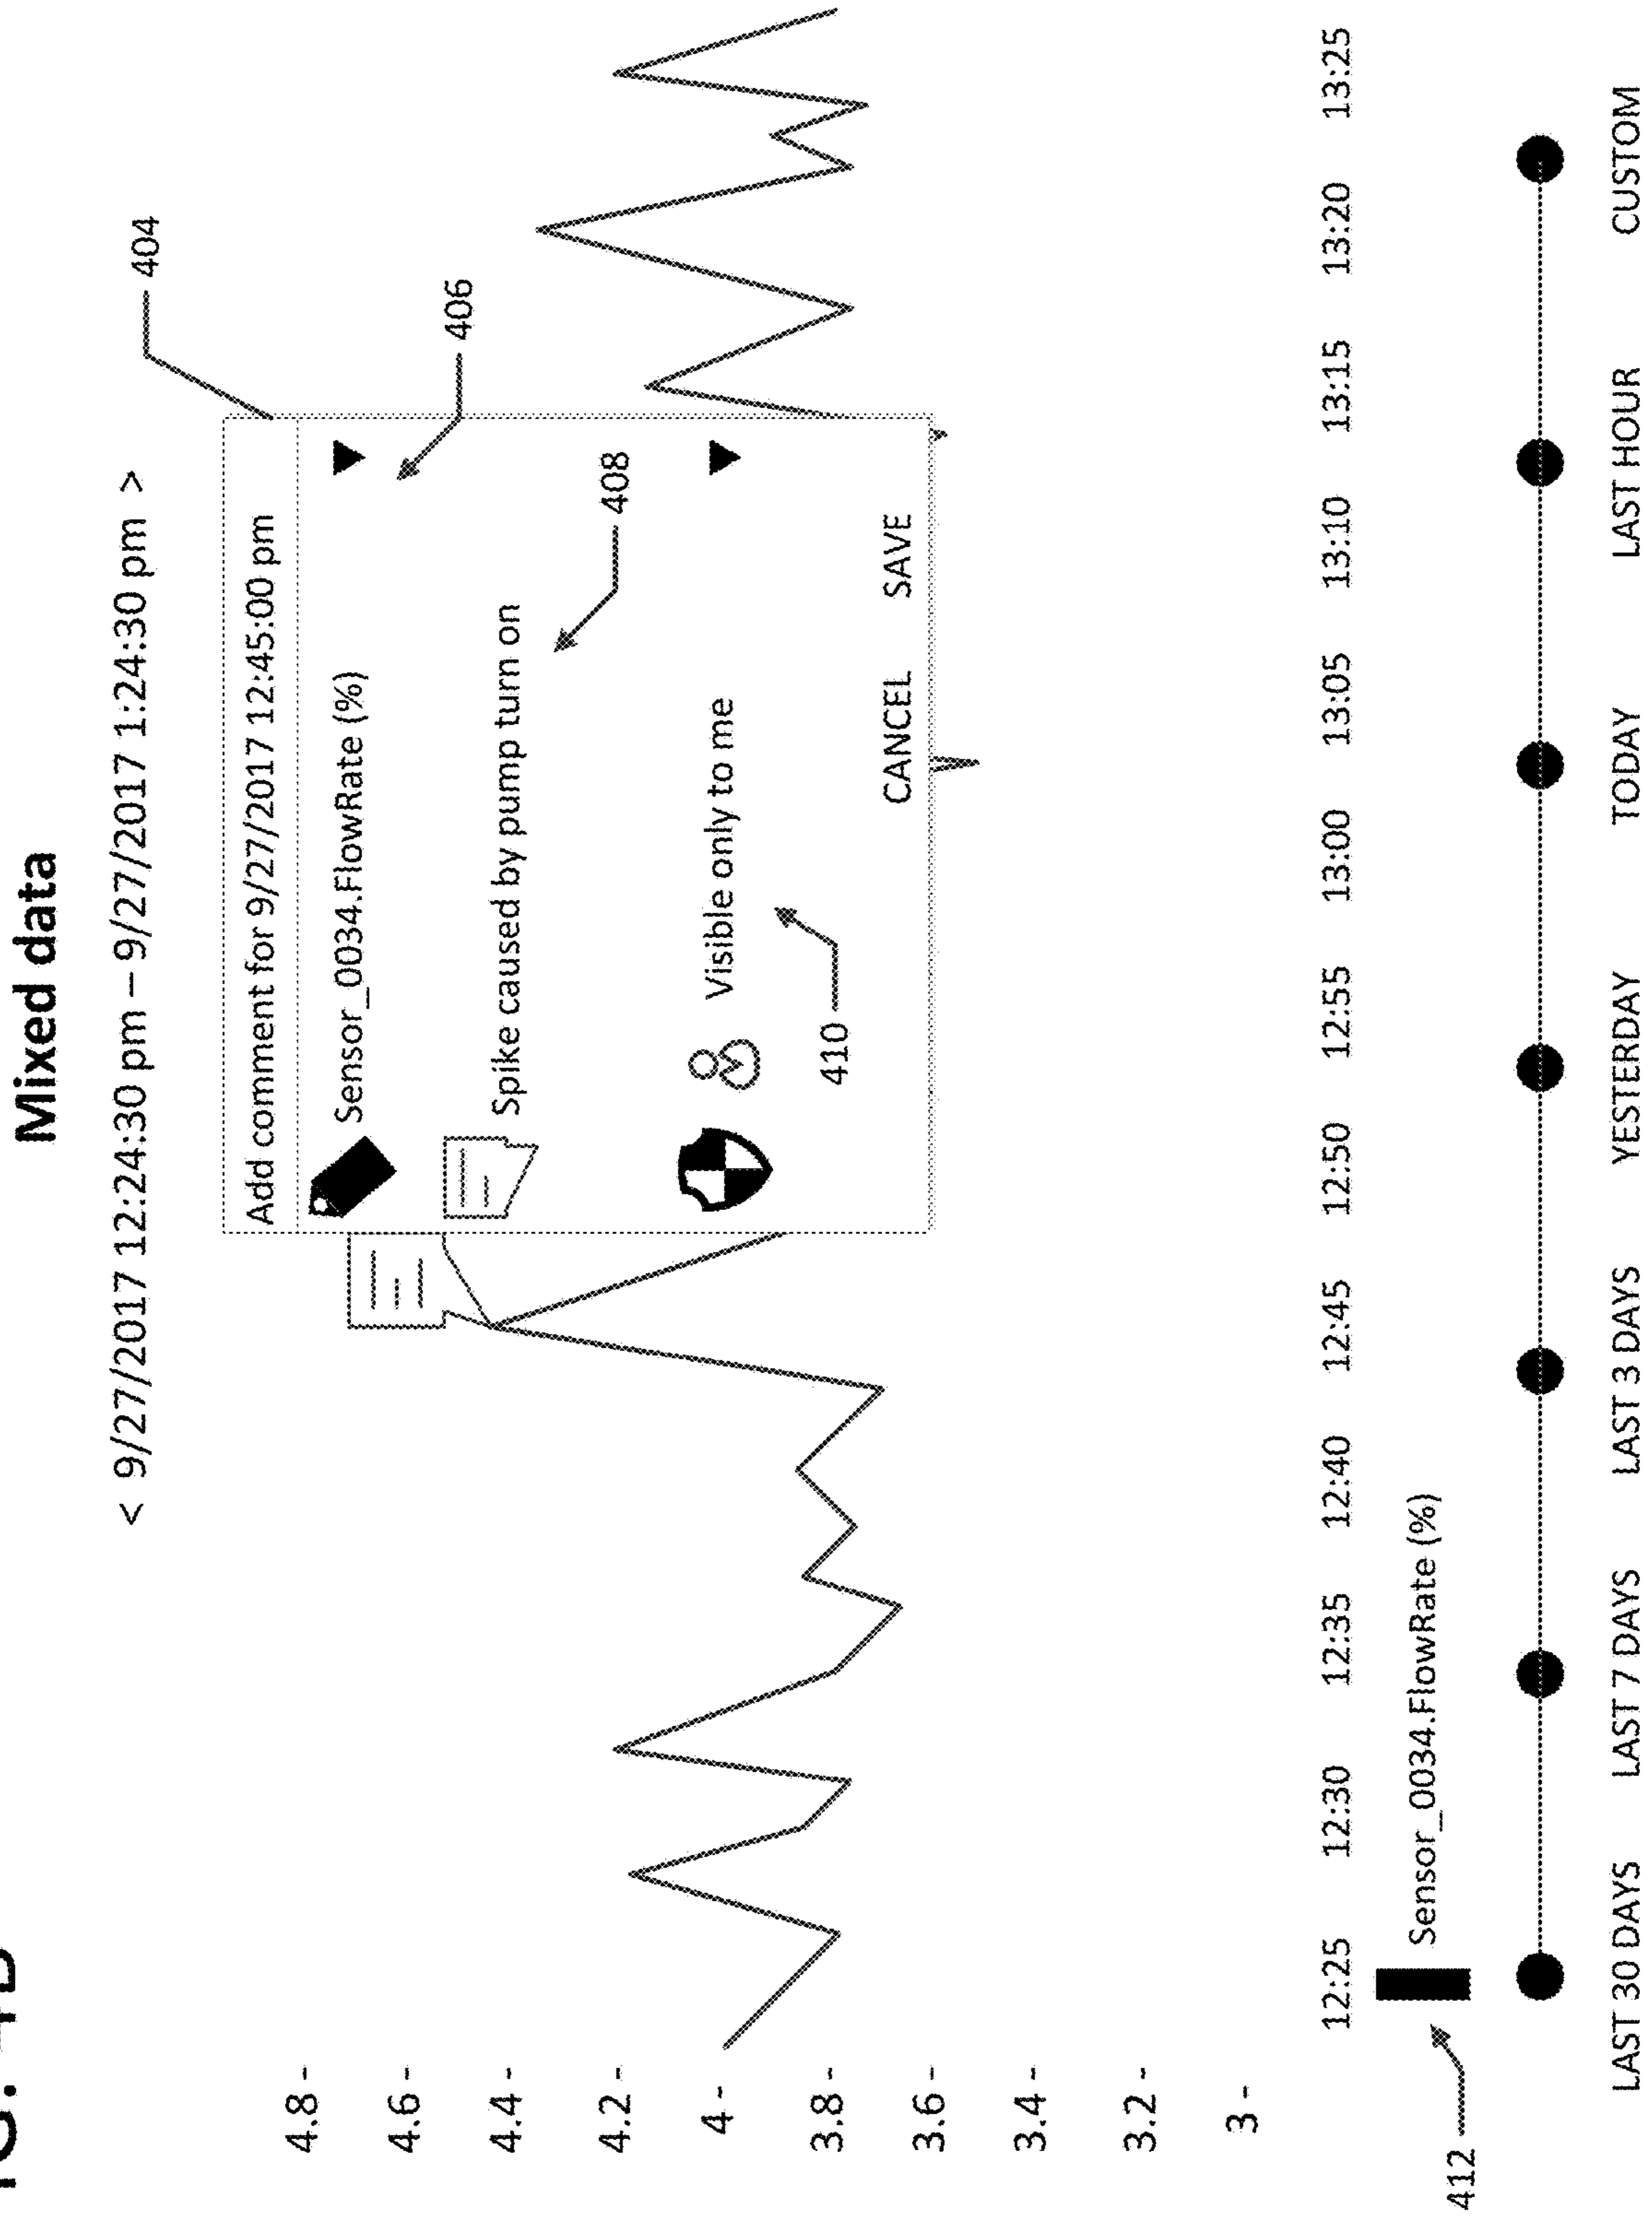 Mixed data
< 9/27/2017 12:24:30 pm – 9/27/2017 1:24:30 pm >
404
Add comment for 9/27/2017 12:45:00 pm
Sensor_0034.FlowRate (%)
406
Spike caused by pump turn on
408
Visible only to me
410
CANCEL SAVE
4.8 -
4.6 -
4.4 -
4.2 -
4 -
3.8 -
3.6 -
3.4 -
3.2 -
3 -
12:25 12:30 12:35 12:40 12:45 12:50 12:55 13:00 13:05 13:10 13:15 13:20 13:25
412
Sensor_0034.FlowRate (%)
LAST 30 DAYS LAST 7 DAYS LAST 3 DAYS YESTERDAY TODAY LAST HOUR CUSTOM